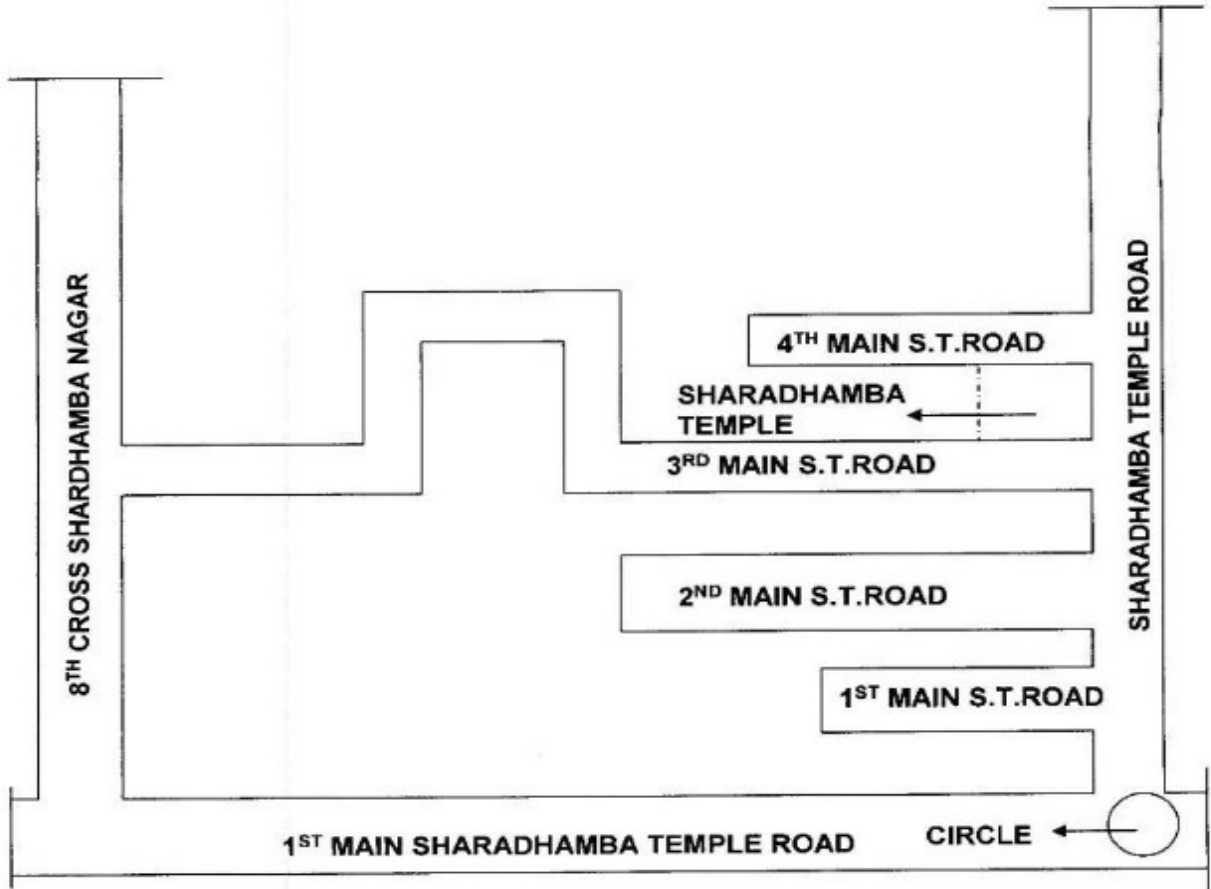 8TH CROSS SHARDHAMBA NAGAR
SHARADHAMBA TEMPLE ROAD
4TH MAIN S.T.ROAD
SHARADHAMBA
TEMPLE
3RD MAIN S.T.ROAD
2ND MAIN S.T.ROAD
1ST MAIN S.T.ROAD
CIRCLE
1ST MAIN SHARADHAMBA TEMPLE ROAD